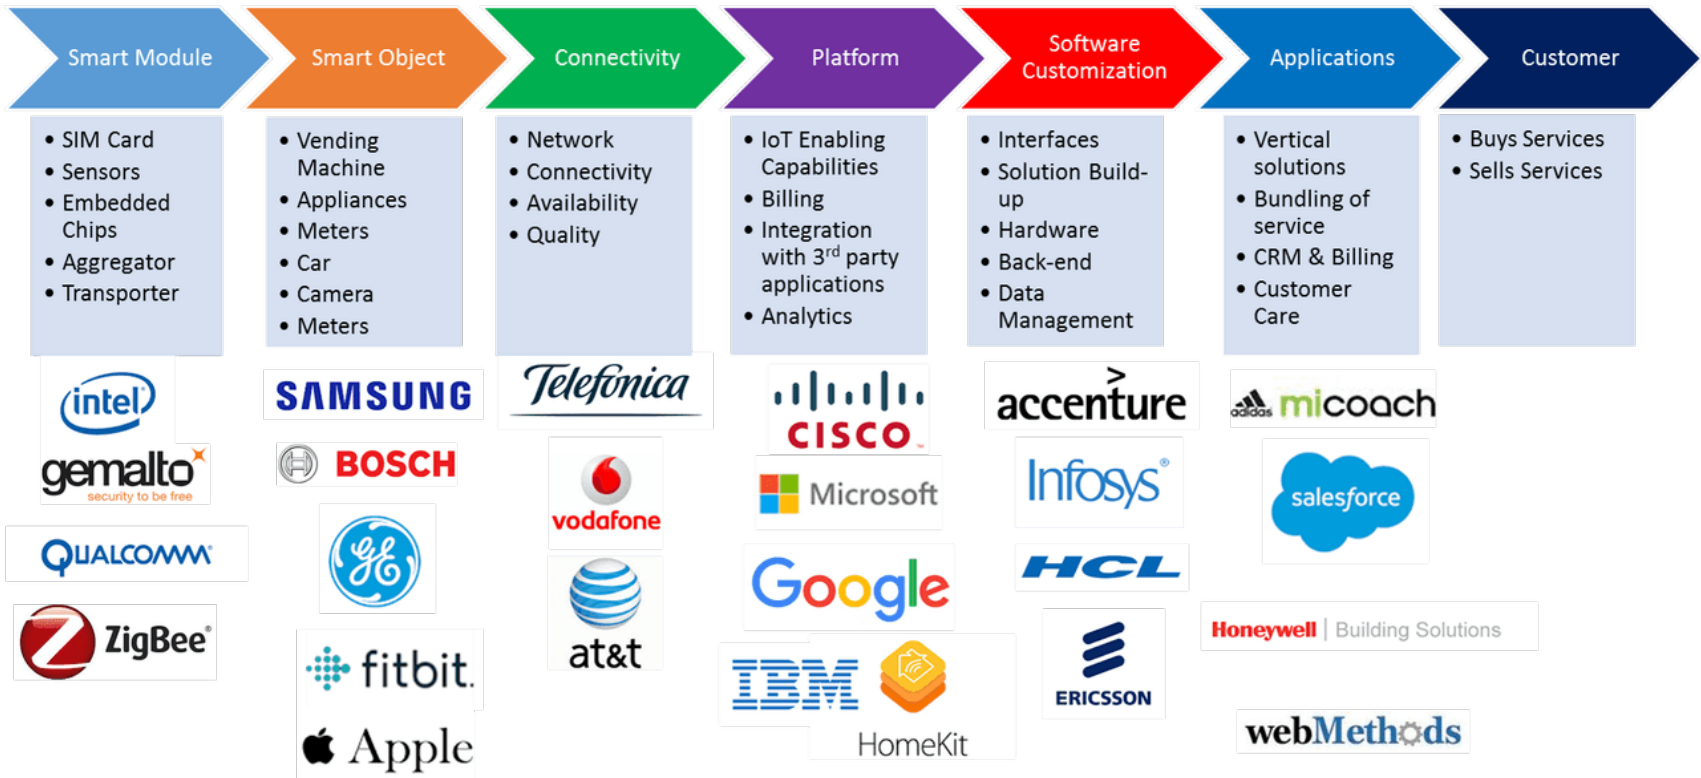 Smart Module
Smart Object
Connectivity
Platform
Software
Customization
Applications
Customer
• SIM Card
• Sensors
• Embedded
Chips
• Aggregator
• Transporter
• Vending
Machine
• Appliances
• Meters
• Car
• Camera
• Meters
• Network
• Connectivity
• Availability
• Quality
• IoT Enabling
Capabilities
• Billing
• Integration
with 3rd party
applications
• Analytics
• Interfaces
• Solution Build-
up
• Hardware
• Back-end
• Data
Management
• Vertical
solutions
• Bundling of
service
• CRM & Billing
• Customer
Care
• Buys Services
• Sells Services
intel
gemalto
security to be free
QUALCOMM
ZigBee®
SAMSUNG
BOSCH
GE
fitbit.
Apple
Telefónica
vodafone
at&t
CISCO™
Microsoft
Google
IBM
HomeKit
accenture
Infosys®
HCL
ERICSSON
adidas micoach
salesforce
Honeywell | Building Solutions
webMethods